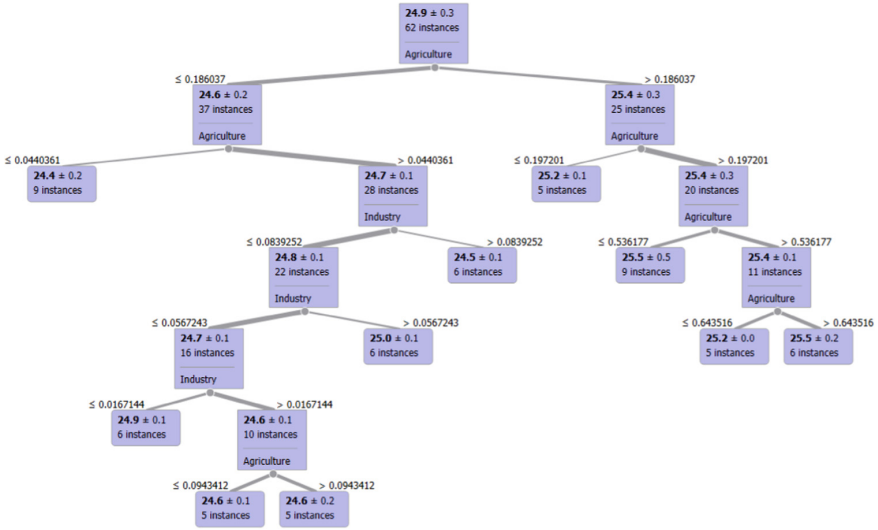 24.9 ± 0.3
62 instances
Agriculture
≤ 0.186037
> 0.186037
24.6 ± 0.2
37 instances
Agriculture
25.4 ± 0.3
25 instances
Agriculture
≤ 0.0440361
> 0.0440361
≤ 0.197201
> 0.197201
24.4 ± 0.2
9 instances
24.7 ± 0.1
28 instances
Industry
25.2 ± 0.1
5 instances
25.4 ± 0.3
20 instances
Agriculture
≤ 0.0839252
> 0.0839252
≤ 0.536177
> 0.536177
24.8 ± 0.1
22 instances
Industry
24.5 ± 0.1
6 instances
25.5 ± 0.5
9 instances
25.4 ± 0.1
11 instances
Agriculture
≤ 0.0567243
> 0.0567243
≤ 0.643516
> 0.643516
24.7 ± 0.1
16 instances
Industry
25.0 ± 0.1
6 instances
25.2 ± 0.0
5 instances
25.5 ± 0.2
6 instances
≤ 0.0167144
> 0.0167144
24.9 ± 0.1
6 instances
24.6 ± 0.1
10 instances
Agriculture
≤ 0.0943412
> 0.0943412
24.6 ± 0.1
5 instances
24.6 ± 0.2
5 instances